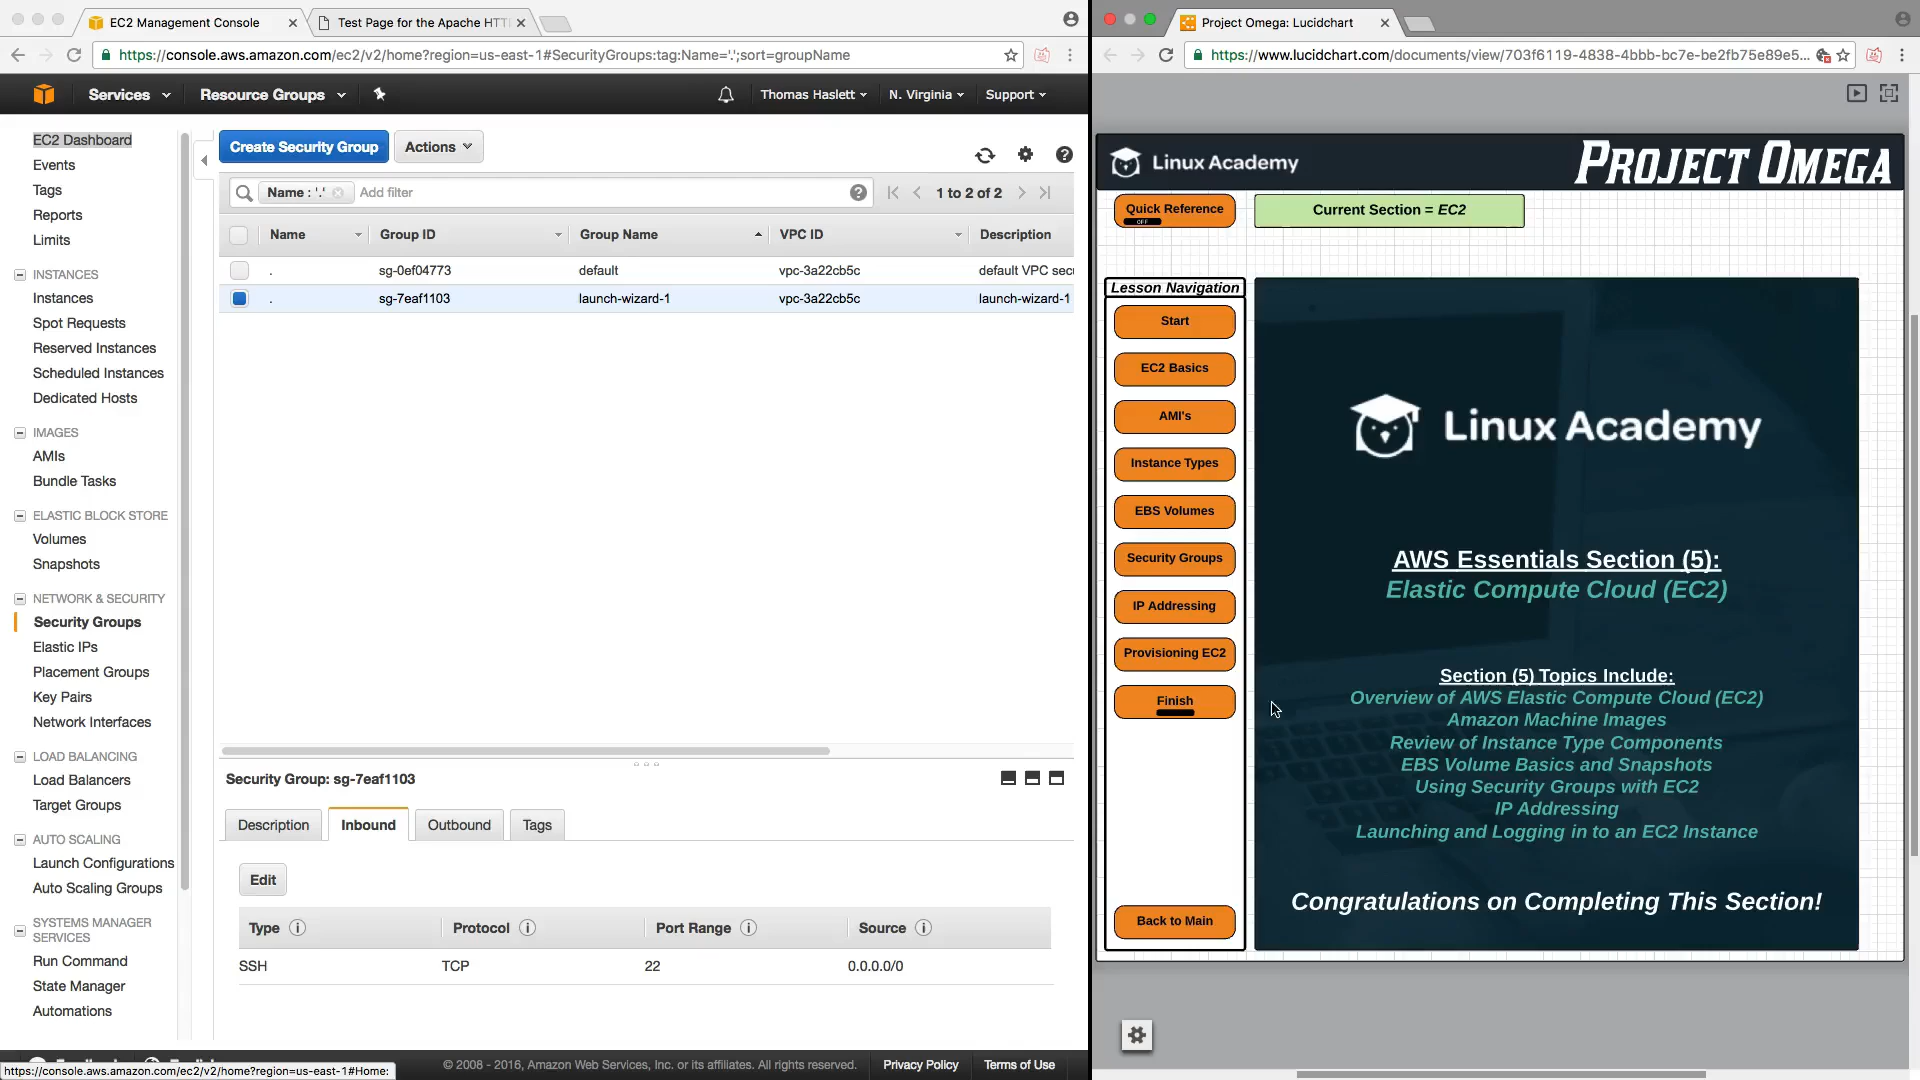 EC2 Management Console
Test Page for the Apache HTT
https://console.aws.amazon.com/ec2/v2/home?region=us-east-1#SecurityGroups:tag:Name='.';sort=groupName
Services
Resource Groups
Thomas Haslett
N. Virginia
Support
EC2 Dashboard
Events
Tags
Reports
Limits
INSTANCES
Instances
Spot Requests
Reserved Instances
Scheduled Instances
Dedicated Hosts
IMAGES
AMIs
Bundle Tasks
ELASTIC BLOCK STORE
Volumes
Snapshots
NETWORK & SECURITY
Security Groups
Elastic IPs
Placement Groups
Key Pairs
Network Interfaces
LOAD BALANCING
Load Balancers
Target Groups
AUTO SCALING
Launch Configurations
Auto Scaling Groups
SYSTEMS MANAGER
SERVICES
Run Command
State Manager
Automations
Create Security Group
Actions
Name : '.'
Add filter
1 to 2 of 2
Name
Group ID
Group Name
VPC ID
Description
. sg-0ef04773 default vpc-3a22cb5c default VPC sec
. sg-7eaf1103 launch-wizard-1 vpc-3a22cb5c launch-wizard-1
Security Group: sg-7eaf1103
Description
Inbound
Outbound
Tags
Edit
Type
Protocol
Port Range
Source
SSH TCP 22 0.0.0.0/0
https://console.aws.amazon.com/ec2/v2/home?region=us-east-1#Home:
© 2008 - 2016, Amazon Web Services, Inc. or its affiliates. All rights reserved.
Privacy Policy
Terms of Use
Project Omega: Lucidchart
https://www.lucidchart.com/documents/view/703f6119-4838-4bbb-bc7e-be2fb75e89e5...
Linux Academy
PROJECT OMEGA
Quick Reference
OFF
Current Section = EC2
Lesson Navigation
Start
EC2 Basics
AMI's
Instance Types
EBS Volumes
Security Groups
IP Addressing
Provisioning EC2
Finish
Back to Main
Linux Academy
AWS Essentials Section (5):
Elastic Compute Cloud (EC2)
Section (5) Topics Include:
Overview of AWS Elastic Compute Cloud (EC2)
Amazon Machine Images
Review of Instance Type Components
EBS Volume Basics and Snapshots
Using Security Groups with EC2
IP Addressing
Launching and Logging in to an EC2 Instance
Congratulations on Completing This Section!